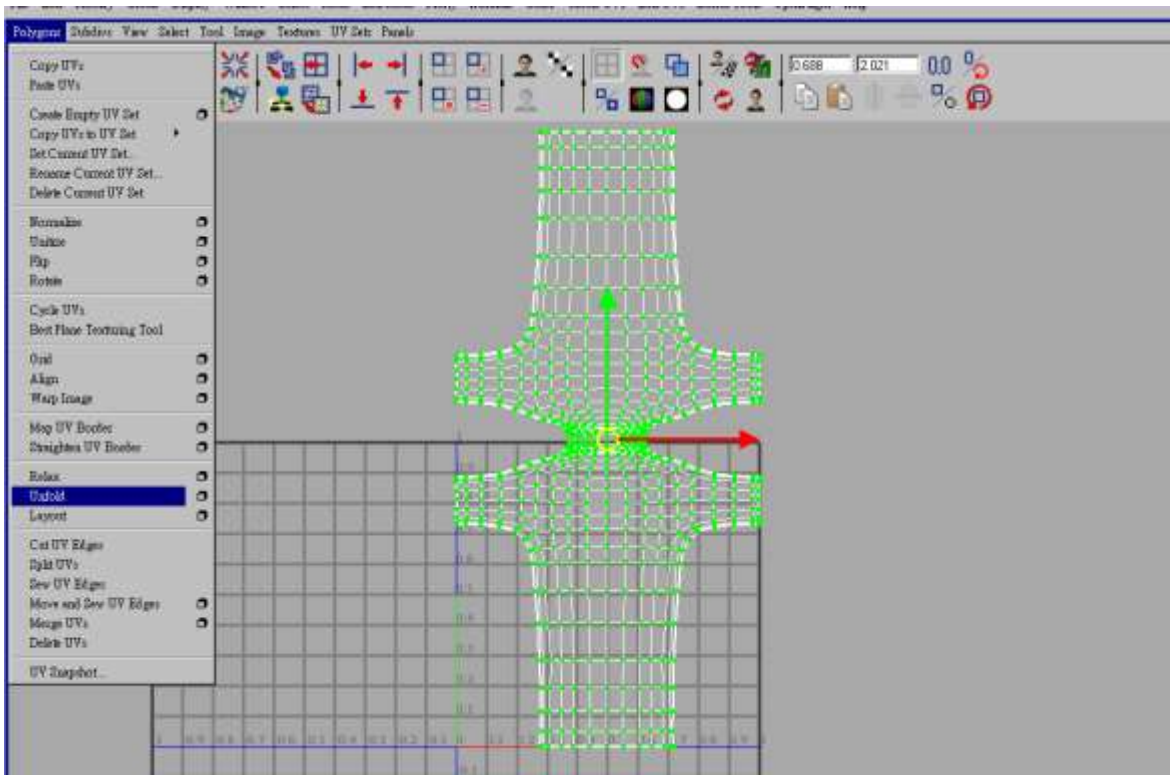 Polygons Subdivs View Select Tool Image Textures UV Sets Panels
Copy UVs
Paste UVs
Create Empty UV Set
Copy UVs to UV Set
Set Current UV Set...
Rename Current UV Set...
Delete Current UV Set
Normalize
Unitize
Flip
Rotate
Cycle UVs
Best Plane Texturing Tool
Grid
Align
Warp Image
Map UV Border
Straighten UV Border
Relax
Unfold
Layout
Cut UV Edges
Split UVs
Sew UV Edges
Move and Sew UV Edges
Merge UVs
Delete UVs
UV Snapshot...
0.688 2.021 0.0